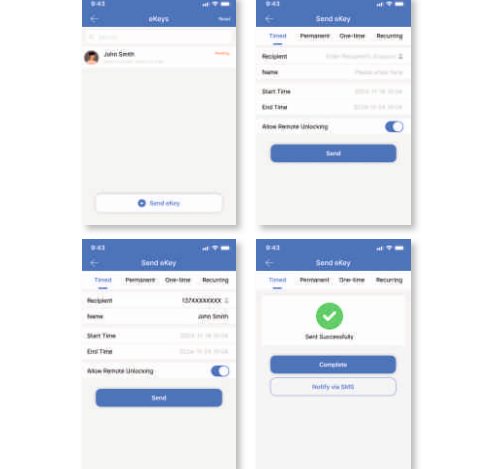 9:43
eKeys
John Smith
Send eKey
9:43
Send eKey
Timed Permanent One-time Recurring
Recipient
Name
Start Time
End Time
Allow Remote Unlocking
Send
9:43
Send eKey
Timed Permanent One-time Recurring
Recipient 1374XXXXXXX
Name John Smith
Start Time
End Time
Allow Remote Unlocking
Send
9:43
Send eKey
Timed Permanent One-time Recurring
Sent Successfully
Complete
Notify via SMS